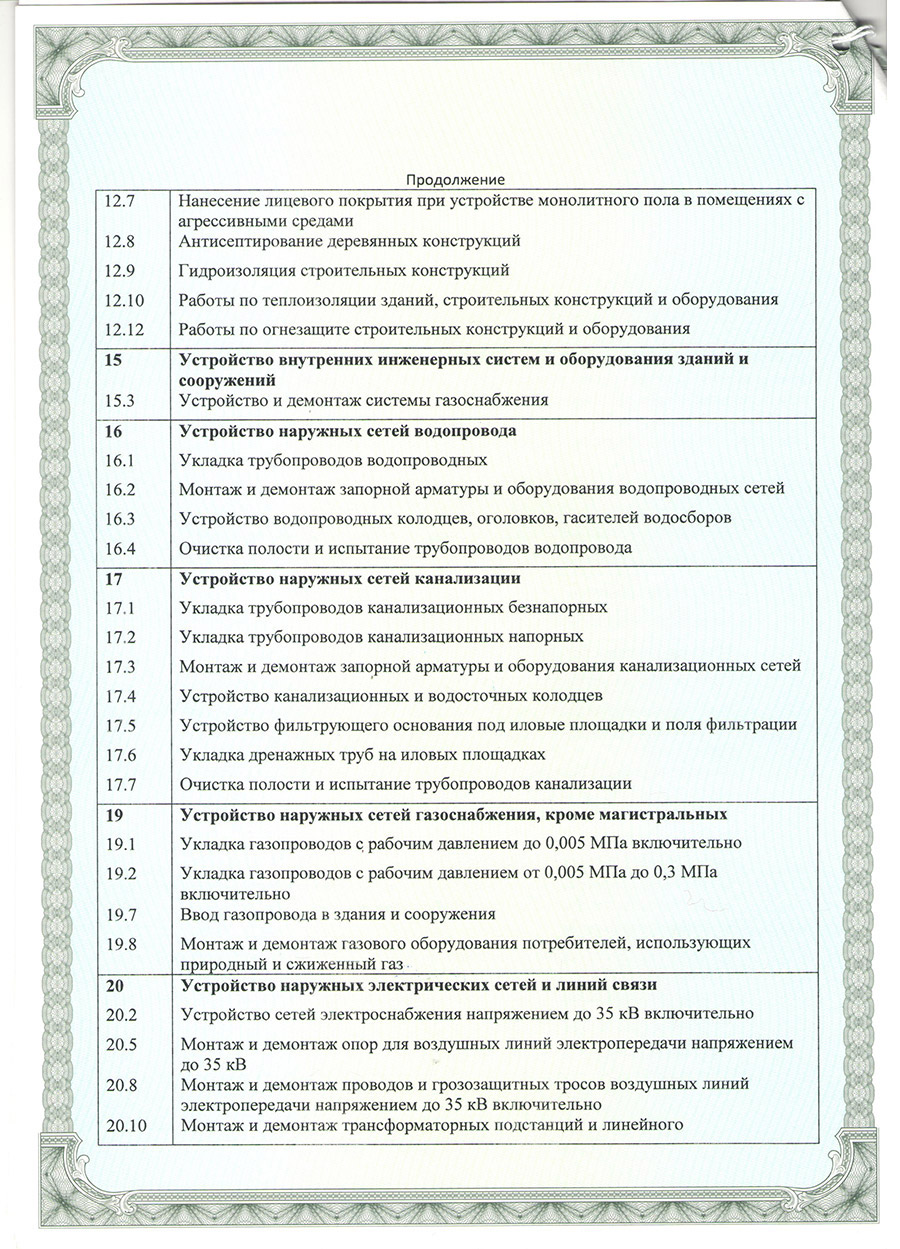 Продолжение
12.7 Нанесение лицевого покрытия при устройстве монолитного пола в помещениях с
агрессивными средами
12.8 Антисептирование деревянных конструкций
12.9 Гидроизоляция строительных конструкций
12.10 Работы по теплоизоляции зданий, строительных конструкций и оборудования
12.12 Работы по огнезащите строительных конструкций и оборудования
15 Устройство внутренних инженерных систем и оборудования зданий и
сооружений
15.3 Устройство и демонтаж системы газоснабжения
16 Устройство наружных сетей водопровода
16.1 Укладка трубопроводов водопроводных
16.2 Монтаж и демонтаж запорной арматуры и оборудования водопроводных сетей
16.3 Устройство водопроводных колодцев, оголовков, гасителей водосборов
16.4 Очистка полости и испытание трубопроводов водопровода
17 Устройство наружных сетей канализации
17.1 Укладка трубопроводов канализационных безнапорных
17.2 Укладка трубопроводов канализационных напорных
17.3 Монтаж и демонтаж запорной арматуры и оборудования канализационных сетей
17.4 Устройство канализационных и водосточных колодцев
17.5 Устройство фильтрующего основания под иловые площадки и поля фильтрации
17.6 Укладка дренажных труб на иловых площадках
17.7 Очистка полости и испытание трубопроводов канализации
19 Устройство наружных сетей газоснабжения, кроме магистральных
19.1 Укладка газопроводов с рабочим давлением до 0,005 МПа включительно
19.2 Укладка газопроводов с рабочим давлением от 0,005 МПа до 0,3 МПа
включительно
19.7 Ввод газопровода в здания и сооружения
19.8 Монтаж и демонтаж газового оборудования потребителей, использующих
природный и сжиженный газ
20 Устройство наружных электрических сетей и линий связи
20.2 Устройство сетей электроснабжения напряжением до 35 кВ включительно
20.5 Монтаж и демонтаж опор для воздушных линий электропередачи напряжением
до 35 кВ
20.8 Монтаж и демонтаж проводов и грозозащитных тросов воздушных линий
электропередачи напряжением до 35 кВ включительно
20.10 Монтаж и демонтаж трансформаторных подстанций и линейного